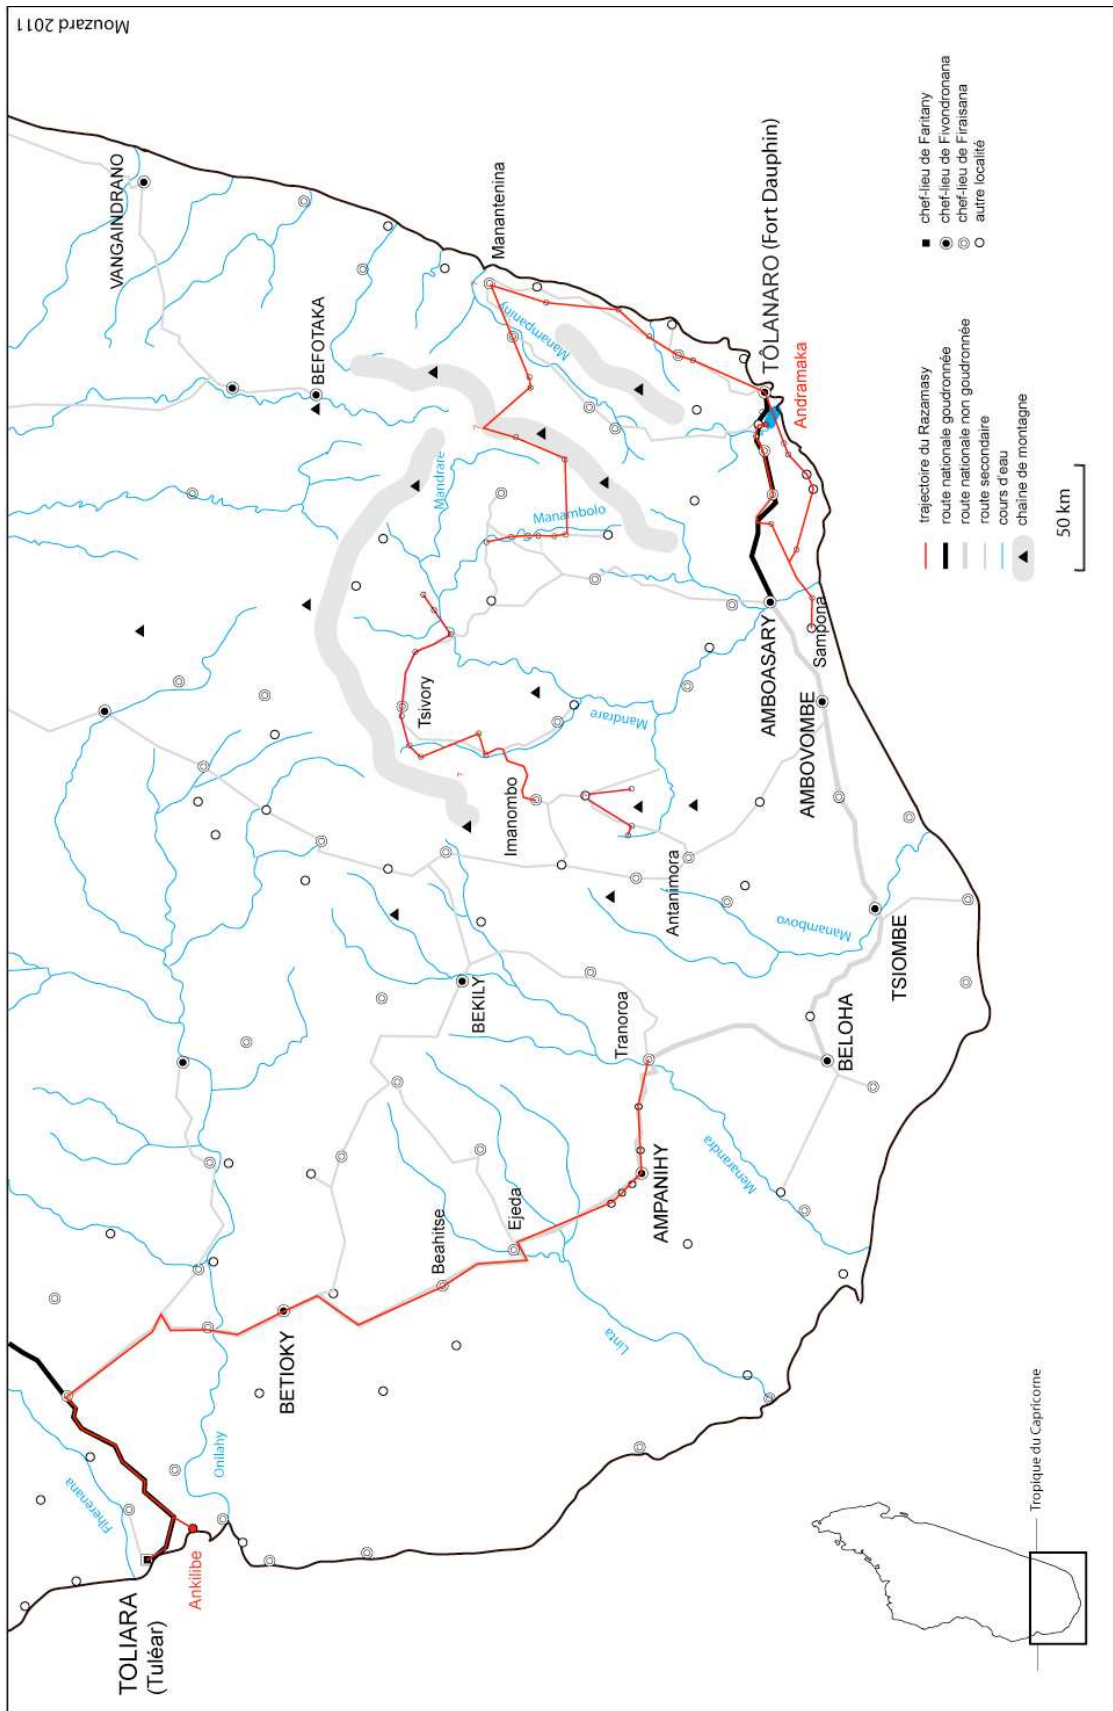 Mouzard 2011
VANGAINDRANO
BEFOTAKA
Manantenina
Manampaniny
TÔLANARO (Fort Dauphin)
Andramaka
Mandrare
Manambolo
Tsivory
AMBOASARY
Sampona
Mandrare
AMBOVOMBE
Imanombo
Antanimora
Manambovo
TSIOMBE
BEKILY
Tranoroa
BELOHA
Menarandra
AMPANIHY
Ejeda
Beahitse
BETIOKY
Linta
Onilahy
Fiherenana
TOLIARA
(Tuléar)
Ankilibe
?
?
?
trajectoire du Razamasy
route nationale goudronnée
route nationale non goudronnée
route secondaire
cours d'eau
chaîne de montagne
chef-lieu de Faritany
chef-lieu de Fivondronana
chef-lieu de Firaisana
autre localité
50 km
Tropique du Capricorne